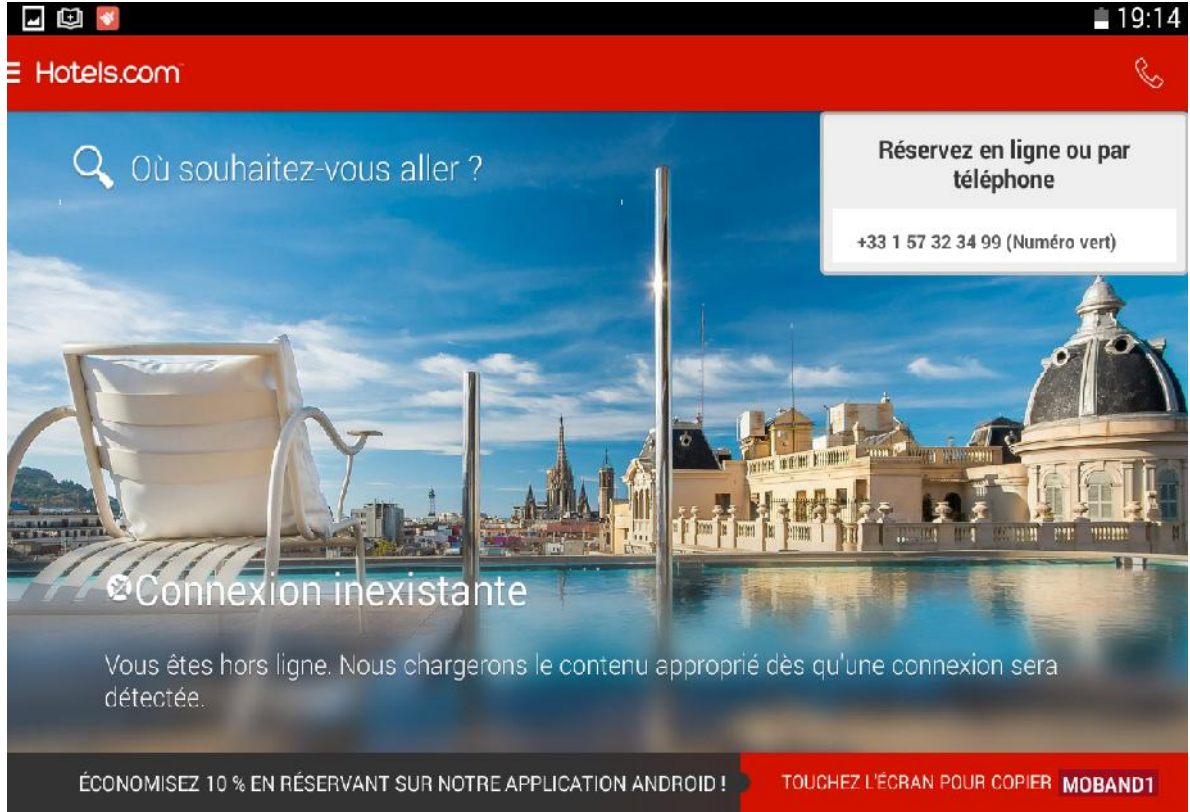 19:14
Hotels.com
Où souhaitez-vous aller ?
Réservez en ligne ou par
téléphone
+33 1 57 32 34 99 (Numéro vert)
Connexion inexistante
Vous êtes hors ligne. Nous chargerons le contenu approprié dès qu'une connexion sera
détectée.
ÉCONOMISEZ 10 % EN RÉSERVANT SUR NOTRE APPLICATION ANDROID !
TOUCHEZ L'ÉCRAN POUR COPIER MOBAND1